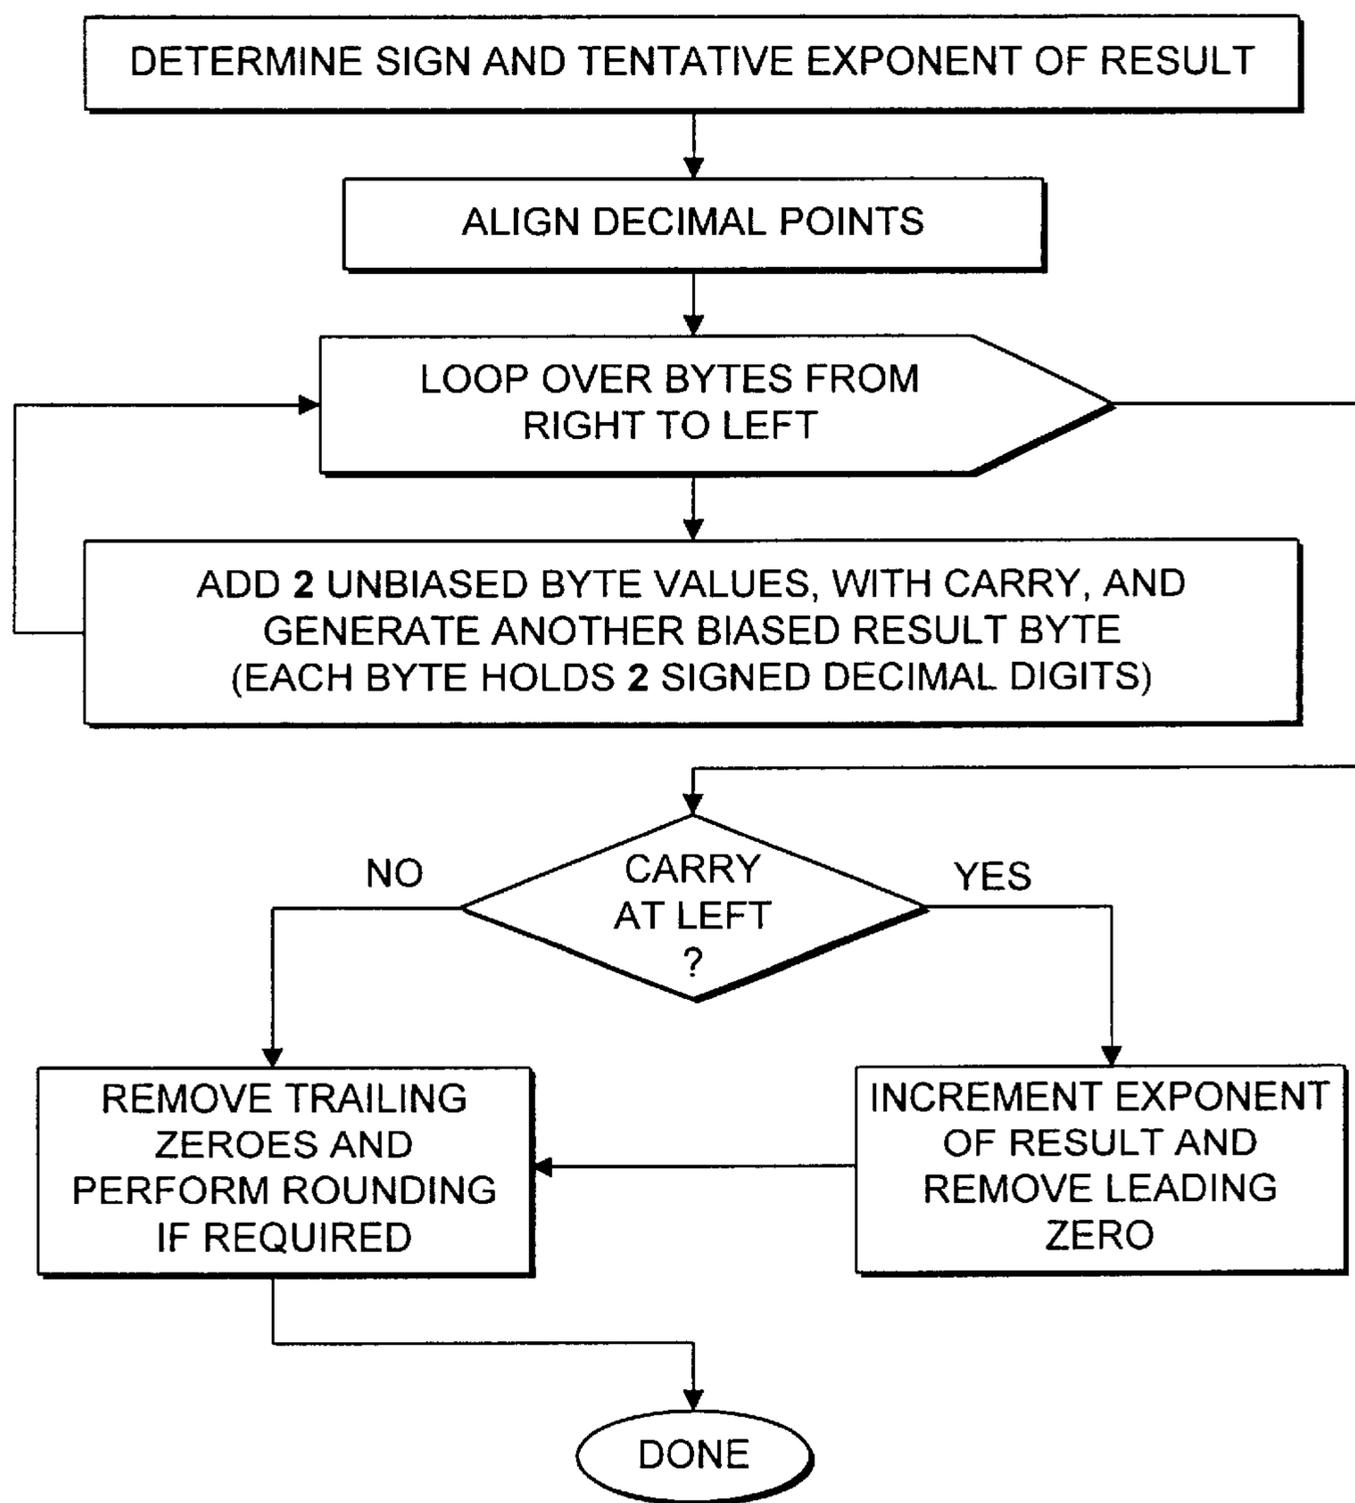 DETERMINE SIGN AND TENTATIVE EXPONENT OF RESULT
ALIGN DECIMAL POINTS
LOOP OVER BYTES FROM
RIGHT TO LEFT
ADD 2 UNBIASED BYTE VALUES, WITH CARRY, AND
GENERATE ANOTHER BIASED RESULT BYTE
(EACH BYTE HOLDS 2 SIGNED DECIMAL DIGITS)
NO
CARRY
AT LEFT
?
YES
REMOVE TRAILING
ZEROES AND
PERFORM ROUNDING
IF REQUIRED
INCREMENT EXPONENT
OF RESULT AND
REMOVE LEADING
ZERO
DONE